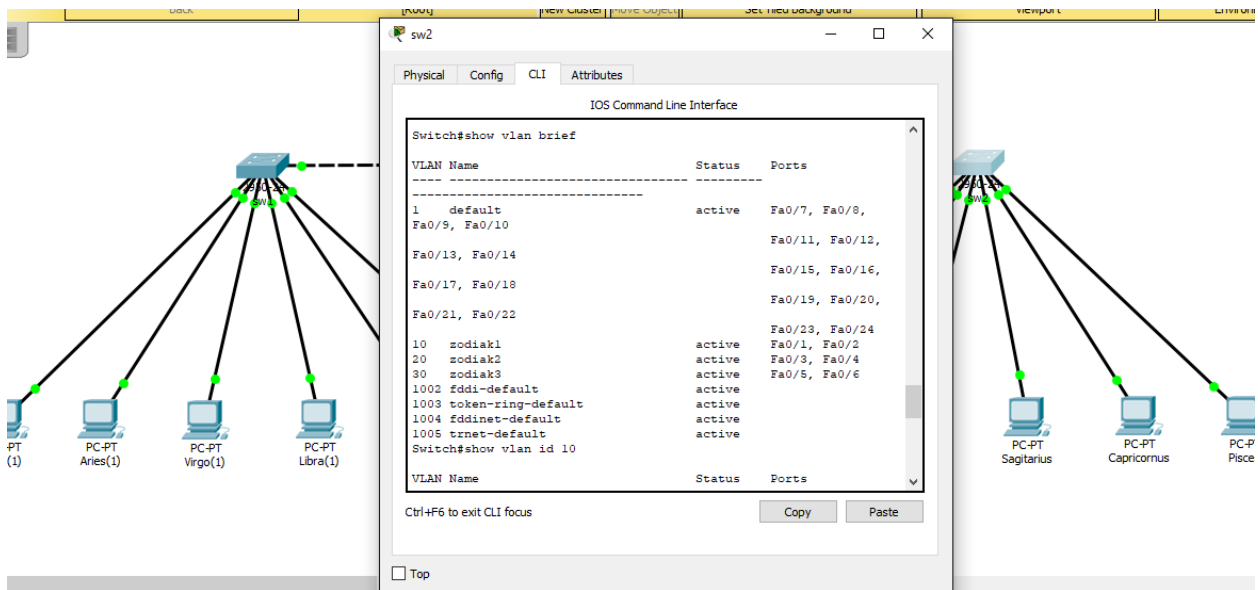 Back [Root] New Cluster Move Object Set Tiled Background Viewport
sw2
Physical Config CLI Attributes
IOS Command Line Interface
Switch#show vlan brief
VLAN Name Status Ports
---- -------------------------------- ---------
-------------------------------
1 default active Fa0/7, Fa0/8,
Fa0/9, Fa0/10
Fa0/11, Fa0/12,
Fa0/13, Fa0/14
Fa0/15, Fa0/16,
Fa0/17, Fa0/18
Fa0/19, Fa0/20,
Fa0/21, Fa0/22
Fa0/23, Fa0/24
10 zodiak1 active Fa0/1, Fa0/2
20 zodiak2 active Fa0/3, Fa0/4
30 zodiak3 active Fa0/5, Fa0/6
1002 fddi-default active
1003 token-ring-default active
1004 fddinet-default active
1005 trnet-default active
Switch#show vlan id 10
VLAN Name Status Ports
Ctrl+F6 to exit CLI focus
Copy Paste
Top
sw1
sw2
-PT
(1)
PC-PT
Aries(1)
PC-PT
Virgo(1)
PC-PT
Libra(1)
PC-PT
Sagitarius
PC-PT
Capricornus
PC-P
Pisce